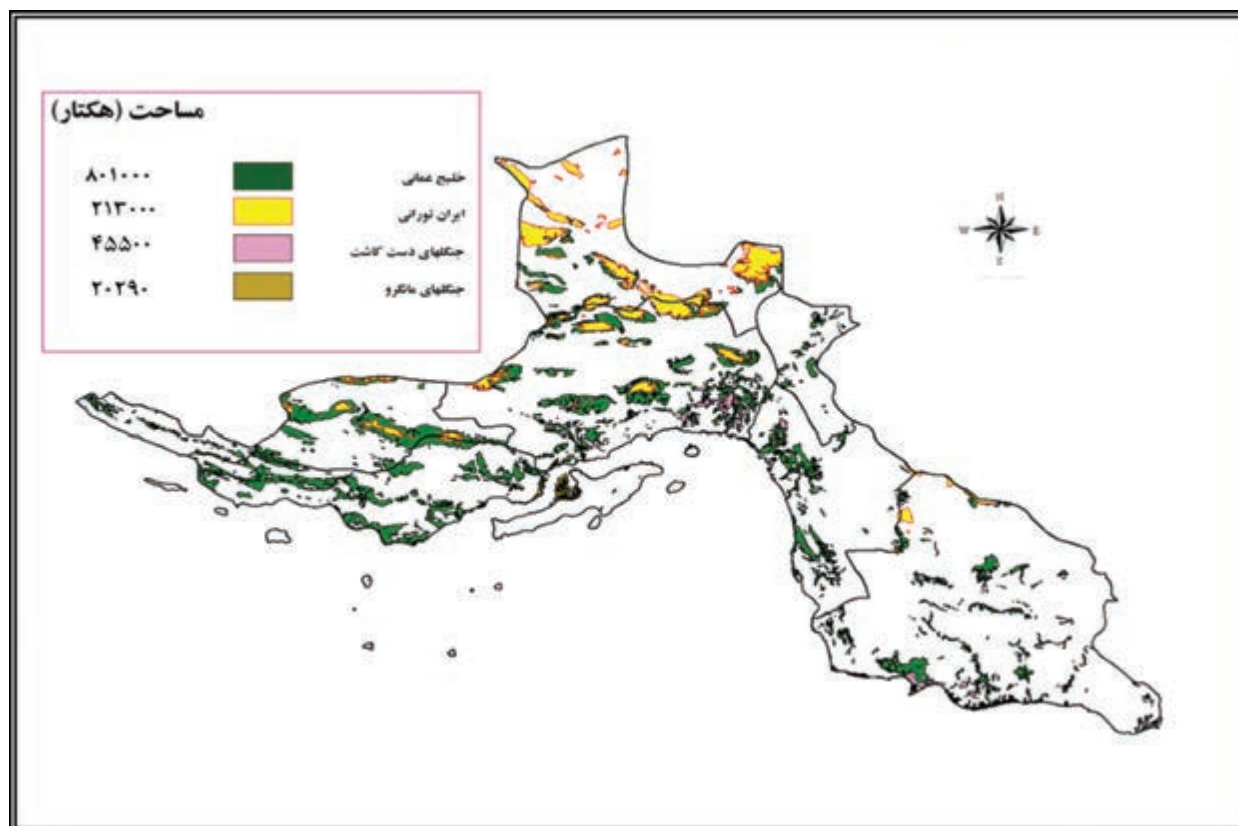 مساحت (هکتار)
خلیج عمانی ۸۰۱۰۰۰
ایران تورانی ۲۱۳۰۰۰
جنگلهای دست کاشت ۴۵۵۰۰
جنگلهای مانگرو ۲۰۲۹۰
N
W E
S